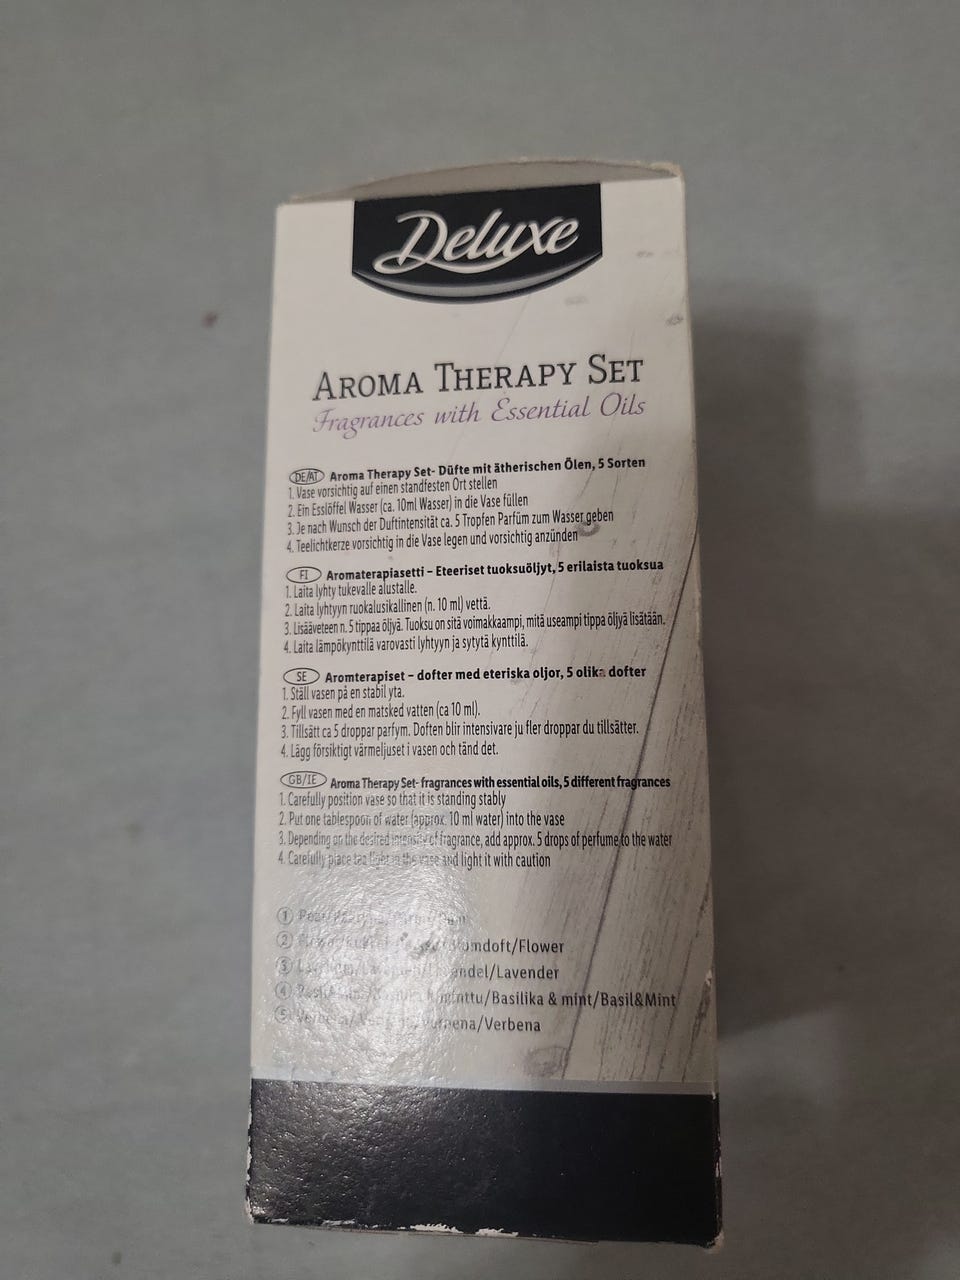 Deluxe
AROMA THERAPY SET
Fragrances with Essential Oils
DE/AT Aroma Therapy Set- Düfte mit ätherischen Ölen, 5 Sorten
1. Vase vorsichtig auf einen standfesten Ort stellen
2. Ein Esslöffel Wasser (ca. 10ml Wasser) in die Vase füllen
3. Je nach Wunsch der Duftintensität ca. 5 Tropfen Parfüm zum Wasser geben
4. Teelichtkerze vorsichtig in die Vase legen und vorsichtig anzünden
FI Aromaterapiasetti – Eteeriset tuoksuöljyt, 5 erilaista tuoksua
1. Laita lyhty tukevalle alustalle.
2. Laita lyhtyyn ruokalusikallinen (n. 10 ml) vettä.
3. Lisääveteen n. 5 tippaa öljyä. Tuoksu on sitä voimakkaampi, mitä useampi tippa öljyä lisätään.
4. Laita lämpökynttilä varovasti lyhtyyn ja sytytä kynttilä.
SE Aromterapiset – dofter med eteriska oljor, 5 olika dofter
1. Ställ vasen på en stabil yta.
2. Fyll vasen med en matsked vatten (ca 10 ml).
3. Tillsätt ca 5 droppar parfym. Doften blir intensivare ju fler droppar du tillsätter.
4. Lägg försiktigt värmeljuset i vasen och tänd det.
GB/IE Aroma Therapy Set- fragrances with essential oils, 5 different fragrances
1. Carefully position vase so that it is standing stably
2. Put one tablespoon of water (approx. 10 ml water) into the vase
3. Depending on the desired intensity of fragrance, add approx. 5 drops of perfume to the water
4. Carefully place tea light in the vase and light it with caution
1
2 Blomdoft/Flower
3 Lavendel/Lavender
4 minttu/Basilika & mint/Basil&Mint
5 Verbena/Verbena